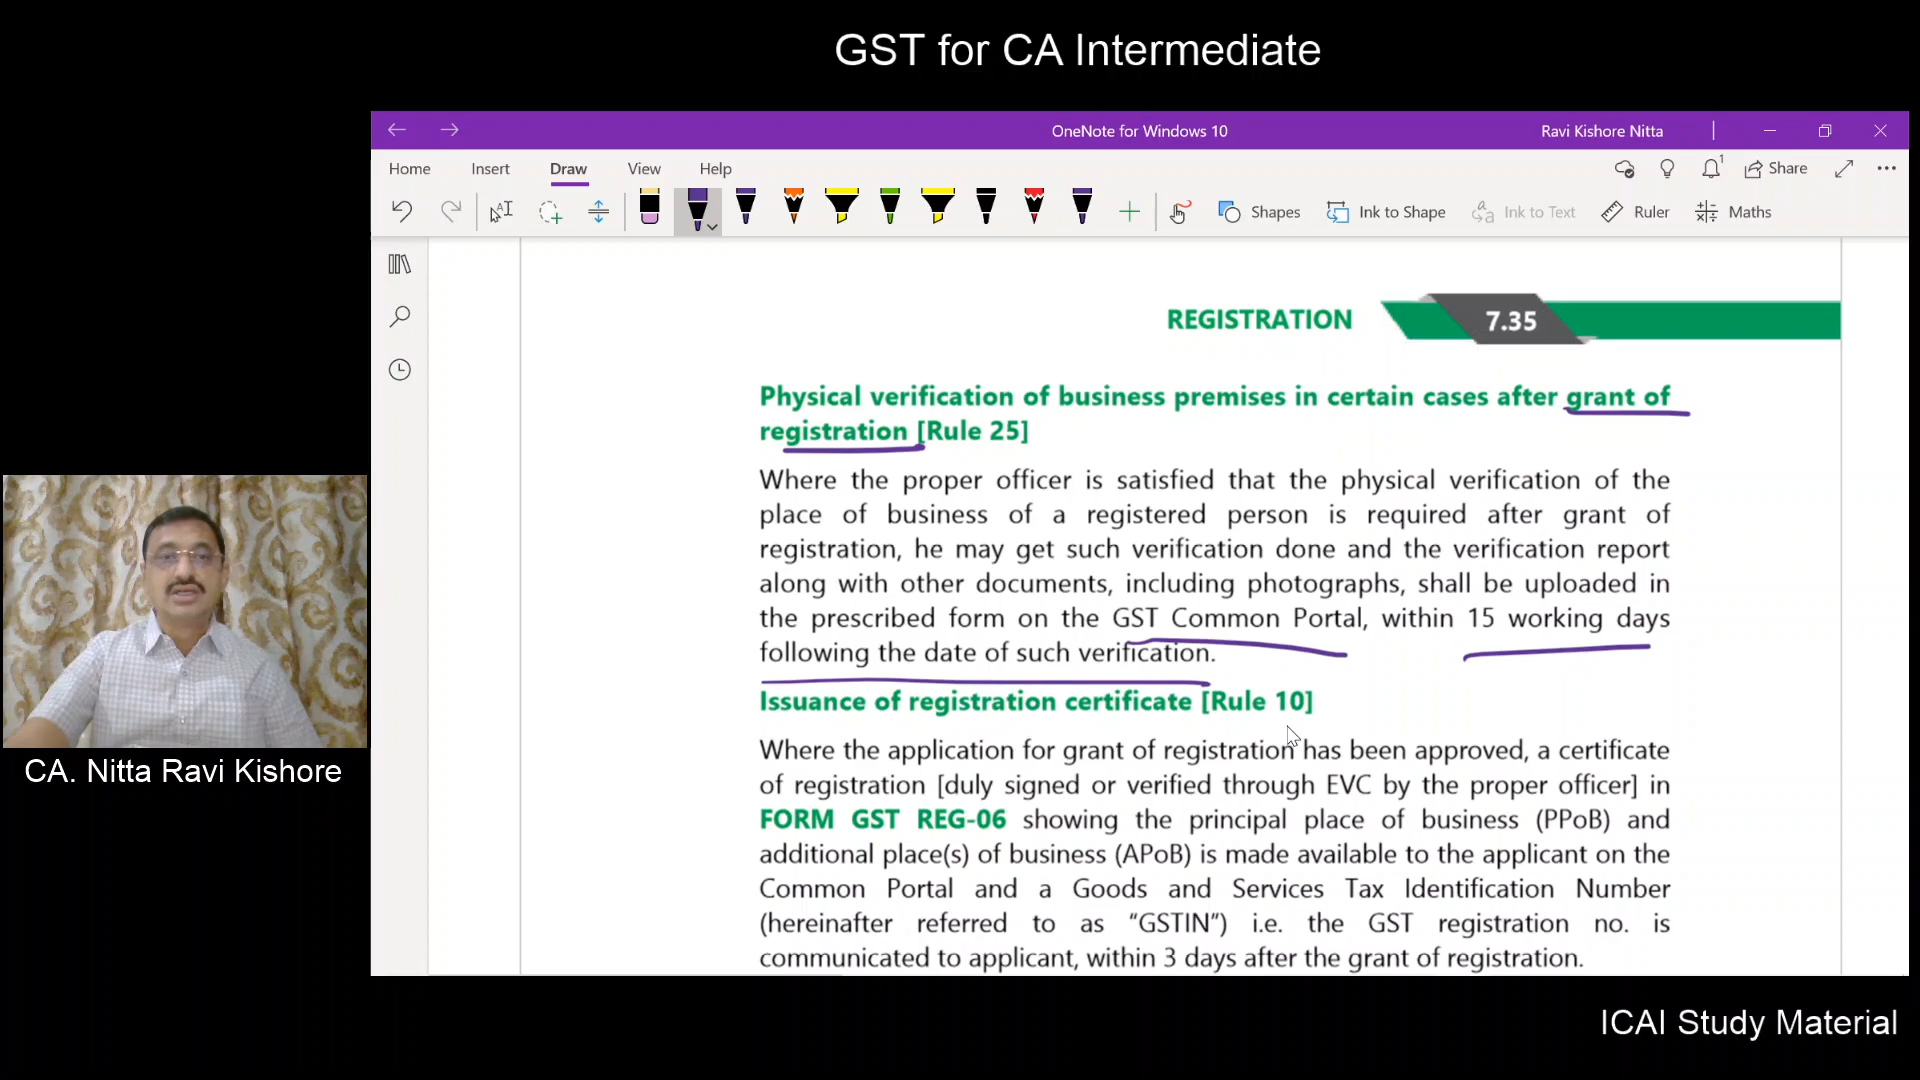 GST for CA Intermediate
OneNote for Windows 10
Ravi Kishore Nitta
Home
Insert
Draw
View
Help
1
Share
AI
Shapes
Ink to Shape
Ink to Text
Ruler
Maths
REGISTRATION
7.35
Physical verification of business premises in certain cases after grant of
registration [Rule 25]
Where the proper officer is satisfied that the physical verification of the
place of business of a registered person is required after grant of
registration, he may get such verification done and the verification report
along with other documents, including photographs, shall be uploaded in
the prescribed form on the GST Common Portal, within 15 working days
following the date of such verification.
Issuance of registration certificate [Rule 10]
Where the application for grant of registration has been approved, a certificate
of registration [duly signed or verified through EVC by the proper officer] in
FORM GST REG-06 showing the principal place of business (PPoB) and
additional place(s) of business (APoB) is made available to the applicant on the
Common Portal and a Goods and Services Tax Identification Number
(hereinafter referred to as “GSTIN”) i.e. the GST registration no. is
communicated to applicant, within 3 days after the grant of registration.
CA. Nitta Ravi Kishore
ICAI Study Material